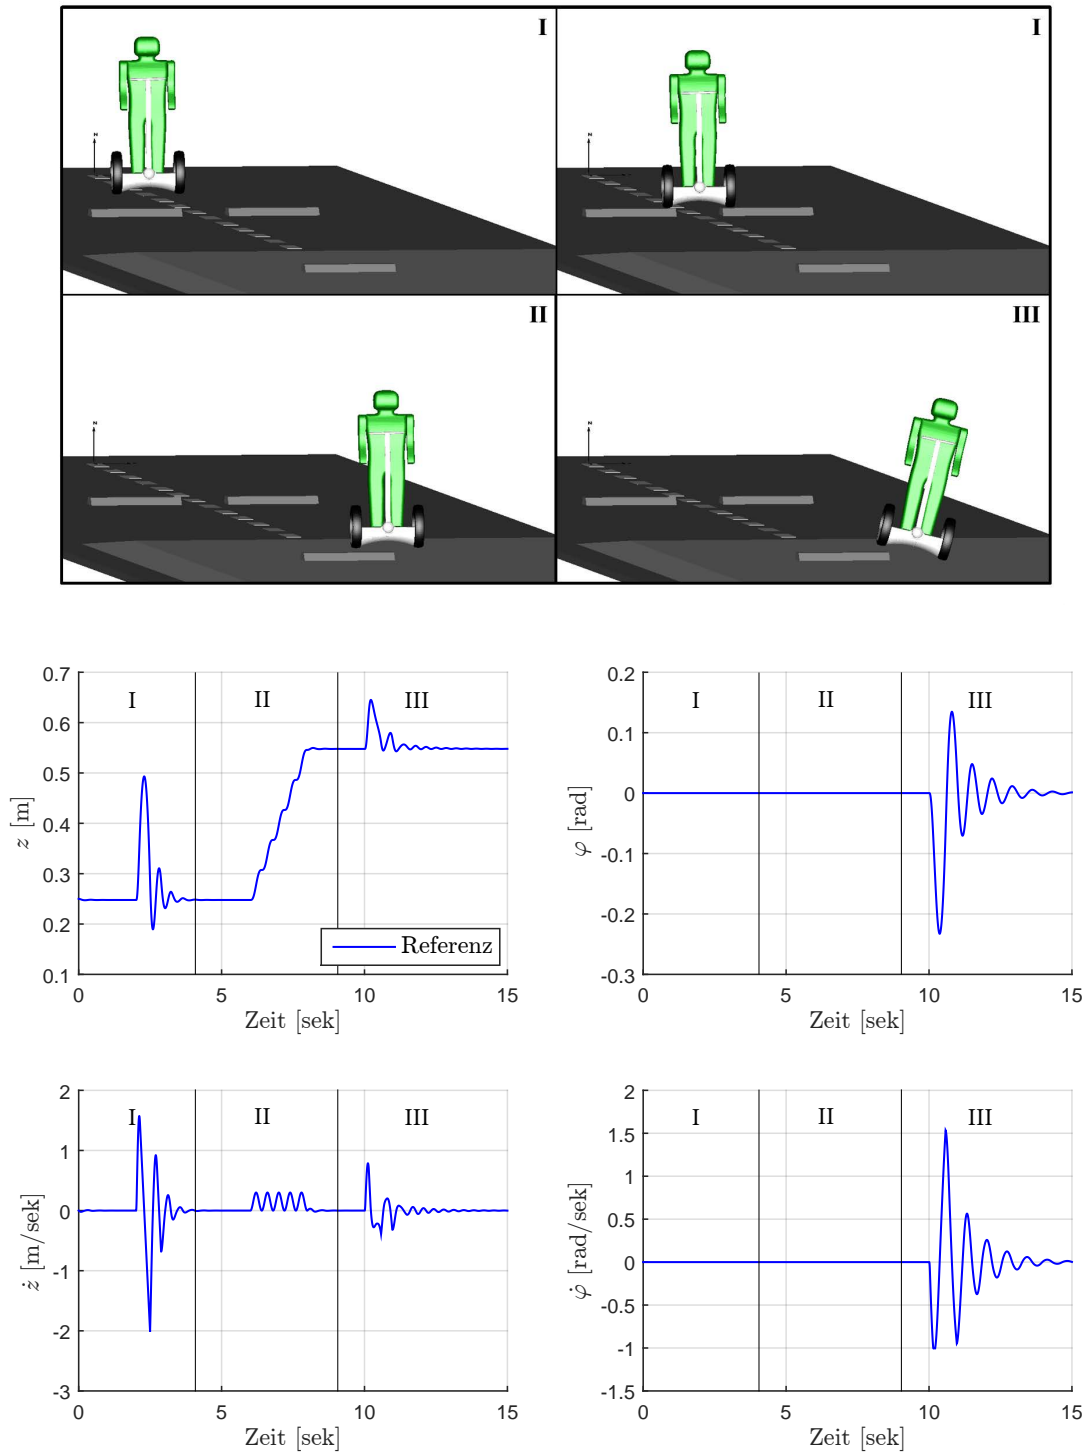 I
I
II
III
0.7
0.6
0.5
0.4
0.3
0.2
0.1
z [m]
I
II
III
Referenz
0
5
10
15
Zeit [sek]
0.2
0.1
0
-0.1
-0.2
-0.3
φ [rad]
I
II
III
0
5
10
15
Zeit [sek]
2
1
0
-1
-2
-3
ż [m/sek]
I
II
III
0
5
10
15
Zeit [sek]
2
1.5
1
0.5
0
-0.5
-1
-1.5
φ̇ [rad/sek]
I
II
III
0
5
10
15
Zeit [sek]